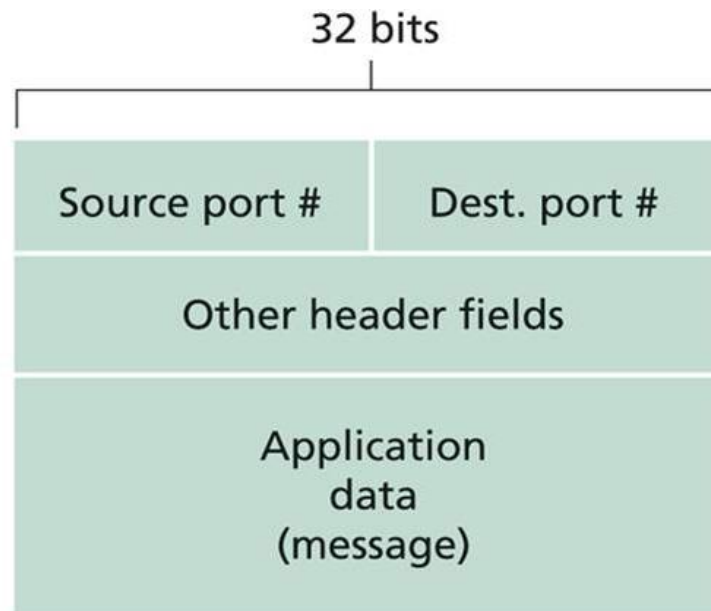 32 bits
Source port #
Dest. port #
Other header fields
Application
data
(message)